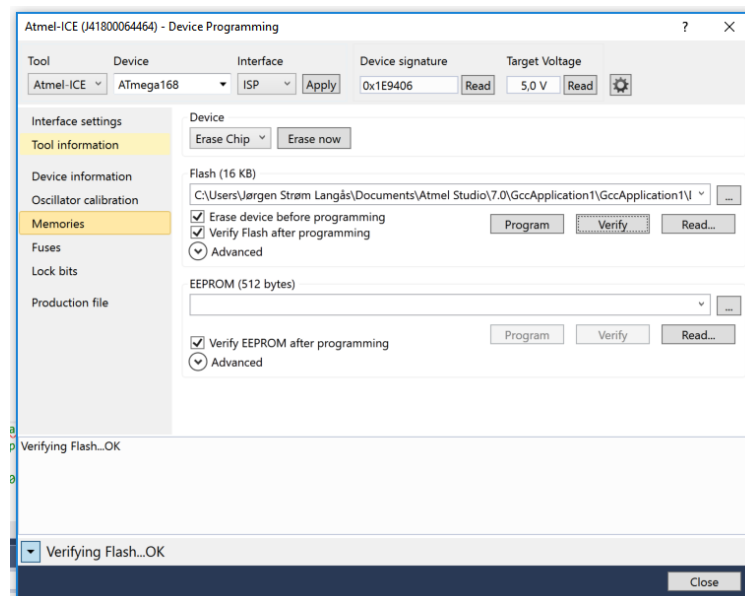 Atmel-ICE (J41800064464) - Device Programming
Tool Device Interface Device signature Target Voltage
Atmel-ICE ATmega168 ISP Apply 0x1E9406 Read 5,0 V Read
Interface settings
Tool information
Device information
Oscillator calibration
Memories
Fuses
Lock bits
Production file
Device
Erase Chip Erase now
Flash (16 KB)
C:\Users\Jørgen Strøm Langås\Documents\Atmel Studio\7.0\GccApplication1\GccApplication1\ ...
Erase device before programming
Verify Flash after programming
Program Verify Read...
Advanced
EEPROM (512 bytes)
...
Program Verify Read...
Verify EEPROM after programming
Advanced
Verifying Flash...OK
Verifying Flash...OK
Close